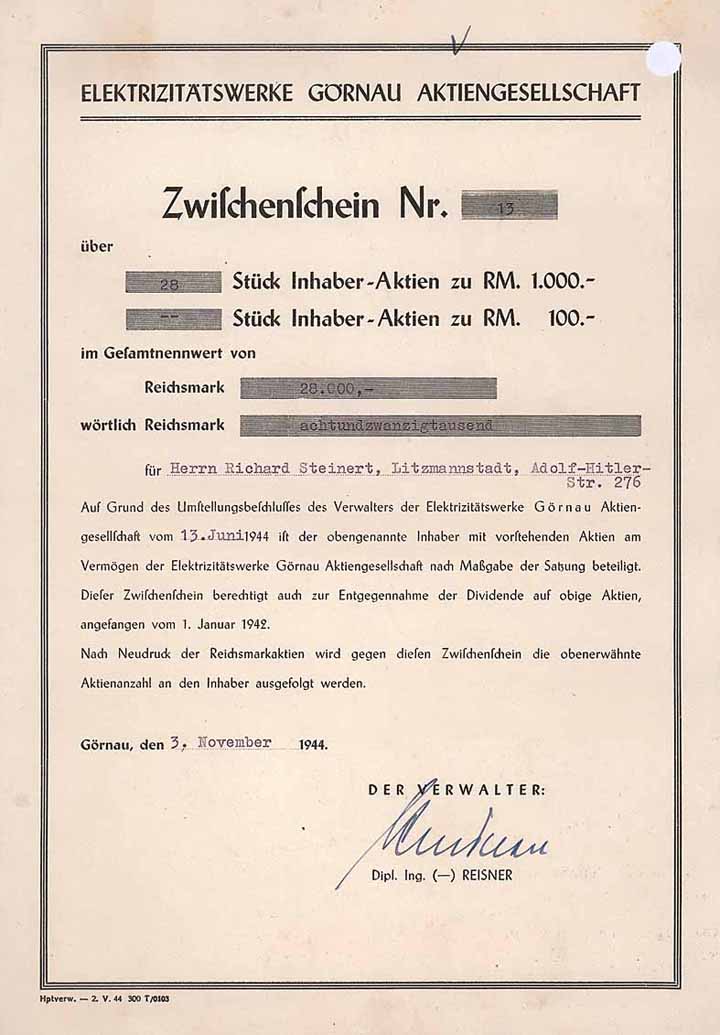 ELEKTRIZITÄTSWERKE GÖRNAU AKTIENGESELLSCHAFT
Zwiſchenſchein Nr. 13
über
28 Stück Inhaber-Aktien zu RM. 1.000.-
-- Stück Inhaber-Aktien zu RM. 100.-
im Geſamtnennwert von
Reichsmark 28.000,-
wörtlich Reichsmark achtundzwanzigtausend
für Herrn Richard Steinert, Litzmannstadt, Adolf-Hitler-
Str. 276
Auf Grund des Umſtellungsbeſchluſſes des Verwalters der Elektrizitätswerke Görnau Aktien-
geſellſchaft vom 13.Juni 1944 iſt der obengenannte Inhaber mit vorſtehenden Aktien am
Vermögen der Elektrizitätswerke Görnau Aktiengeſellſchaft nach Maßgabe der Satzung beteiligt.
Dieſer Zwiſchenſchein berechtigt auch zur Entgegennahme der Dividende auf obige Aktien,
angefangen vom 1. Januar 1942.
Nach Neudruck der Reichsmarkaktien wird gegen dieſen Zwiſchenſchein die obenerwähnte
Aktienanzahl an den Inhaber ausgefolgt werden.
Görnau, den 3. November 1944.
DER VERWALTER:
Dipl. Ing. (—) REISNER
Hptverw. — 2. V. 44 300 T/0103